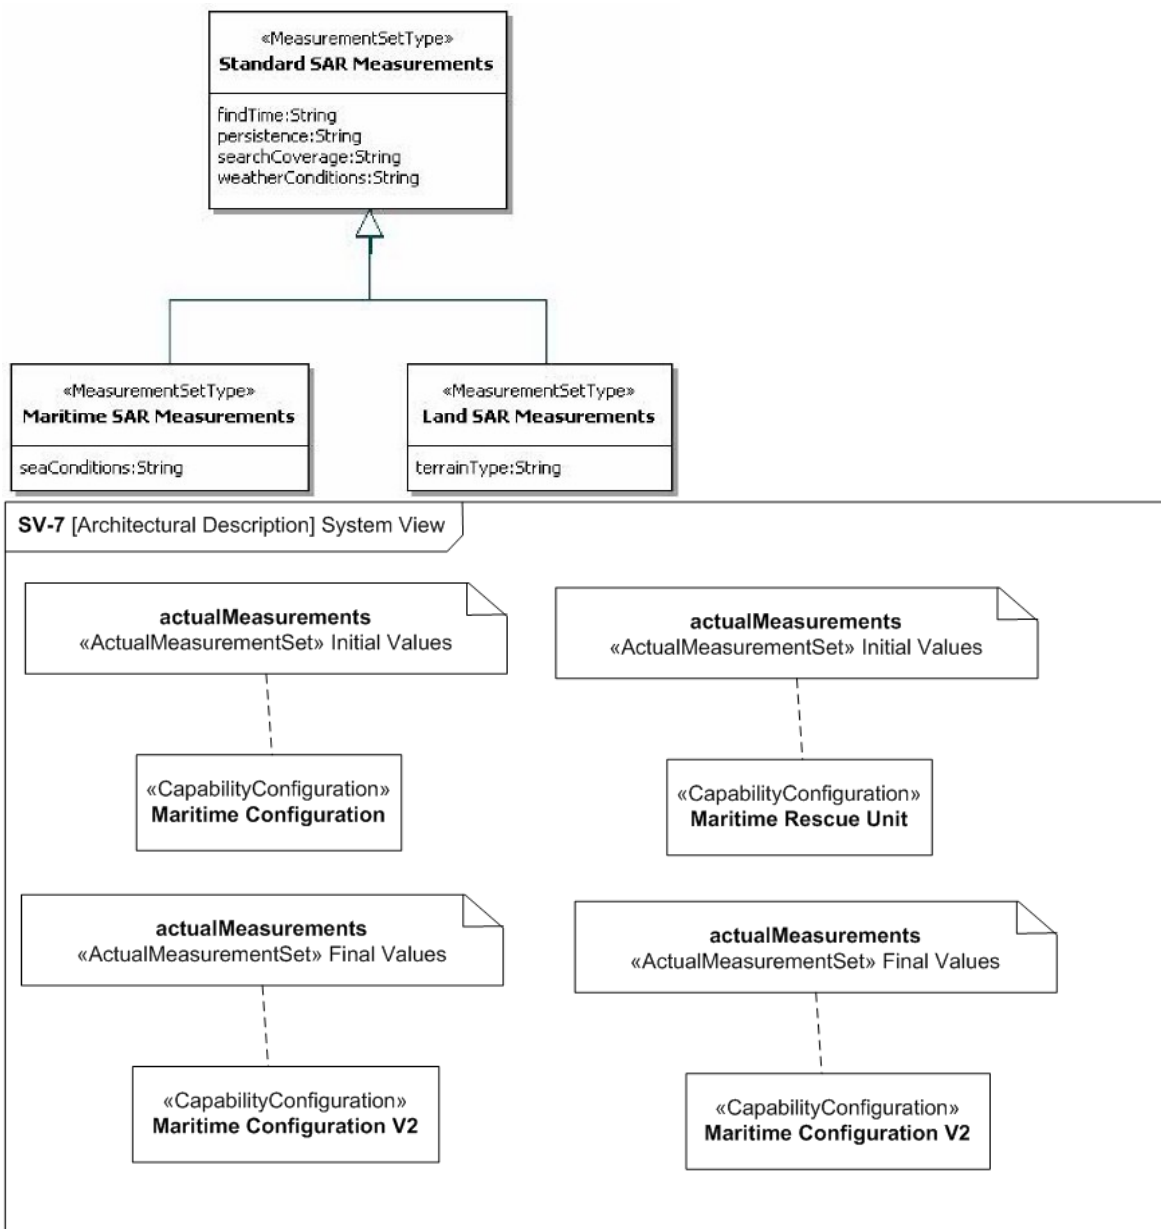 «MeasurementSetType»
Standard SAR Measurements
findTime:String
persistence:String
searchCoverage:String
weatherConditions:String
«MeasurementSetType»
Maritime SAR Measurements
seaConditions:String
«MeasurementSetType»
Land SAR Measurements
terrainType:String
SV-7 [Architectural Description] System View
actualMeasurements
«ActualMeasurementSet» Initial Values
actualMeasurements
«ActualMeasurementSet» Initial Values
«CapabilityConfiguration»
Maritime Configuration
«CapabilityConfiguration»
Maritime Rescue Unit
actualMeasurements
«ActualMeasurementSet» Final Values
actualMeasurements
«ActualMeasurementSet» Final Values
«CapabilityConfiguration»
Maritime Configuration V2
«CapabilityConfiguration»
Maritime Configuration V2